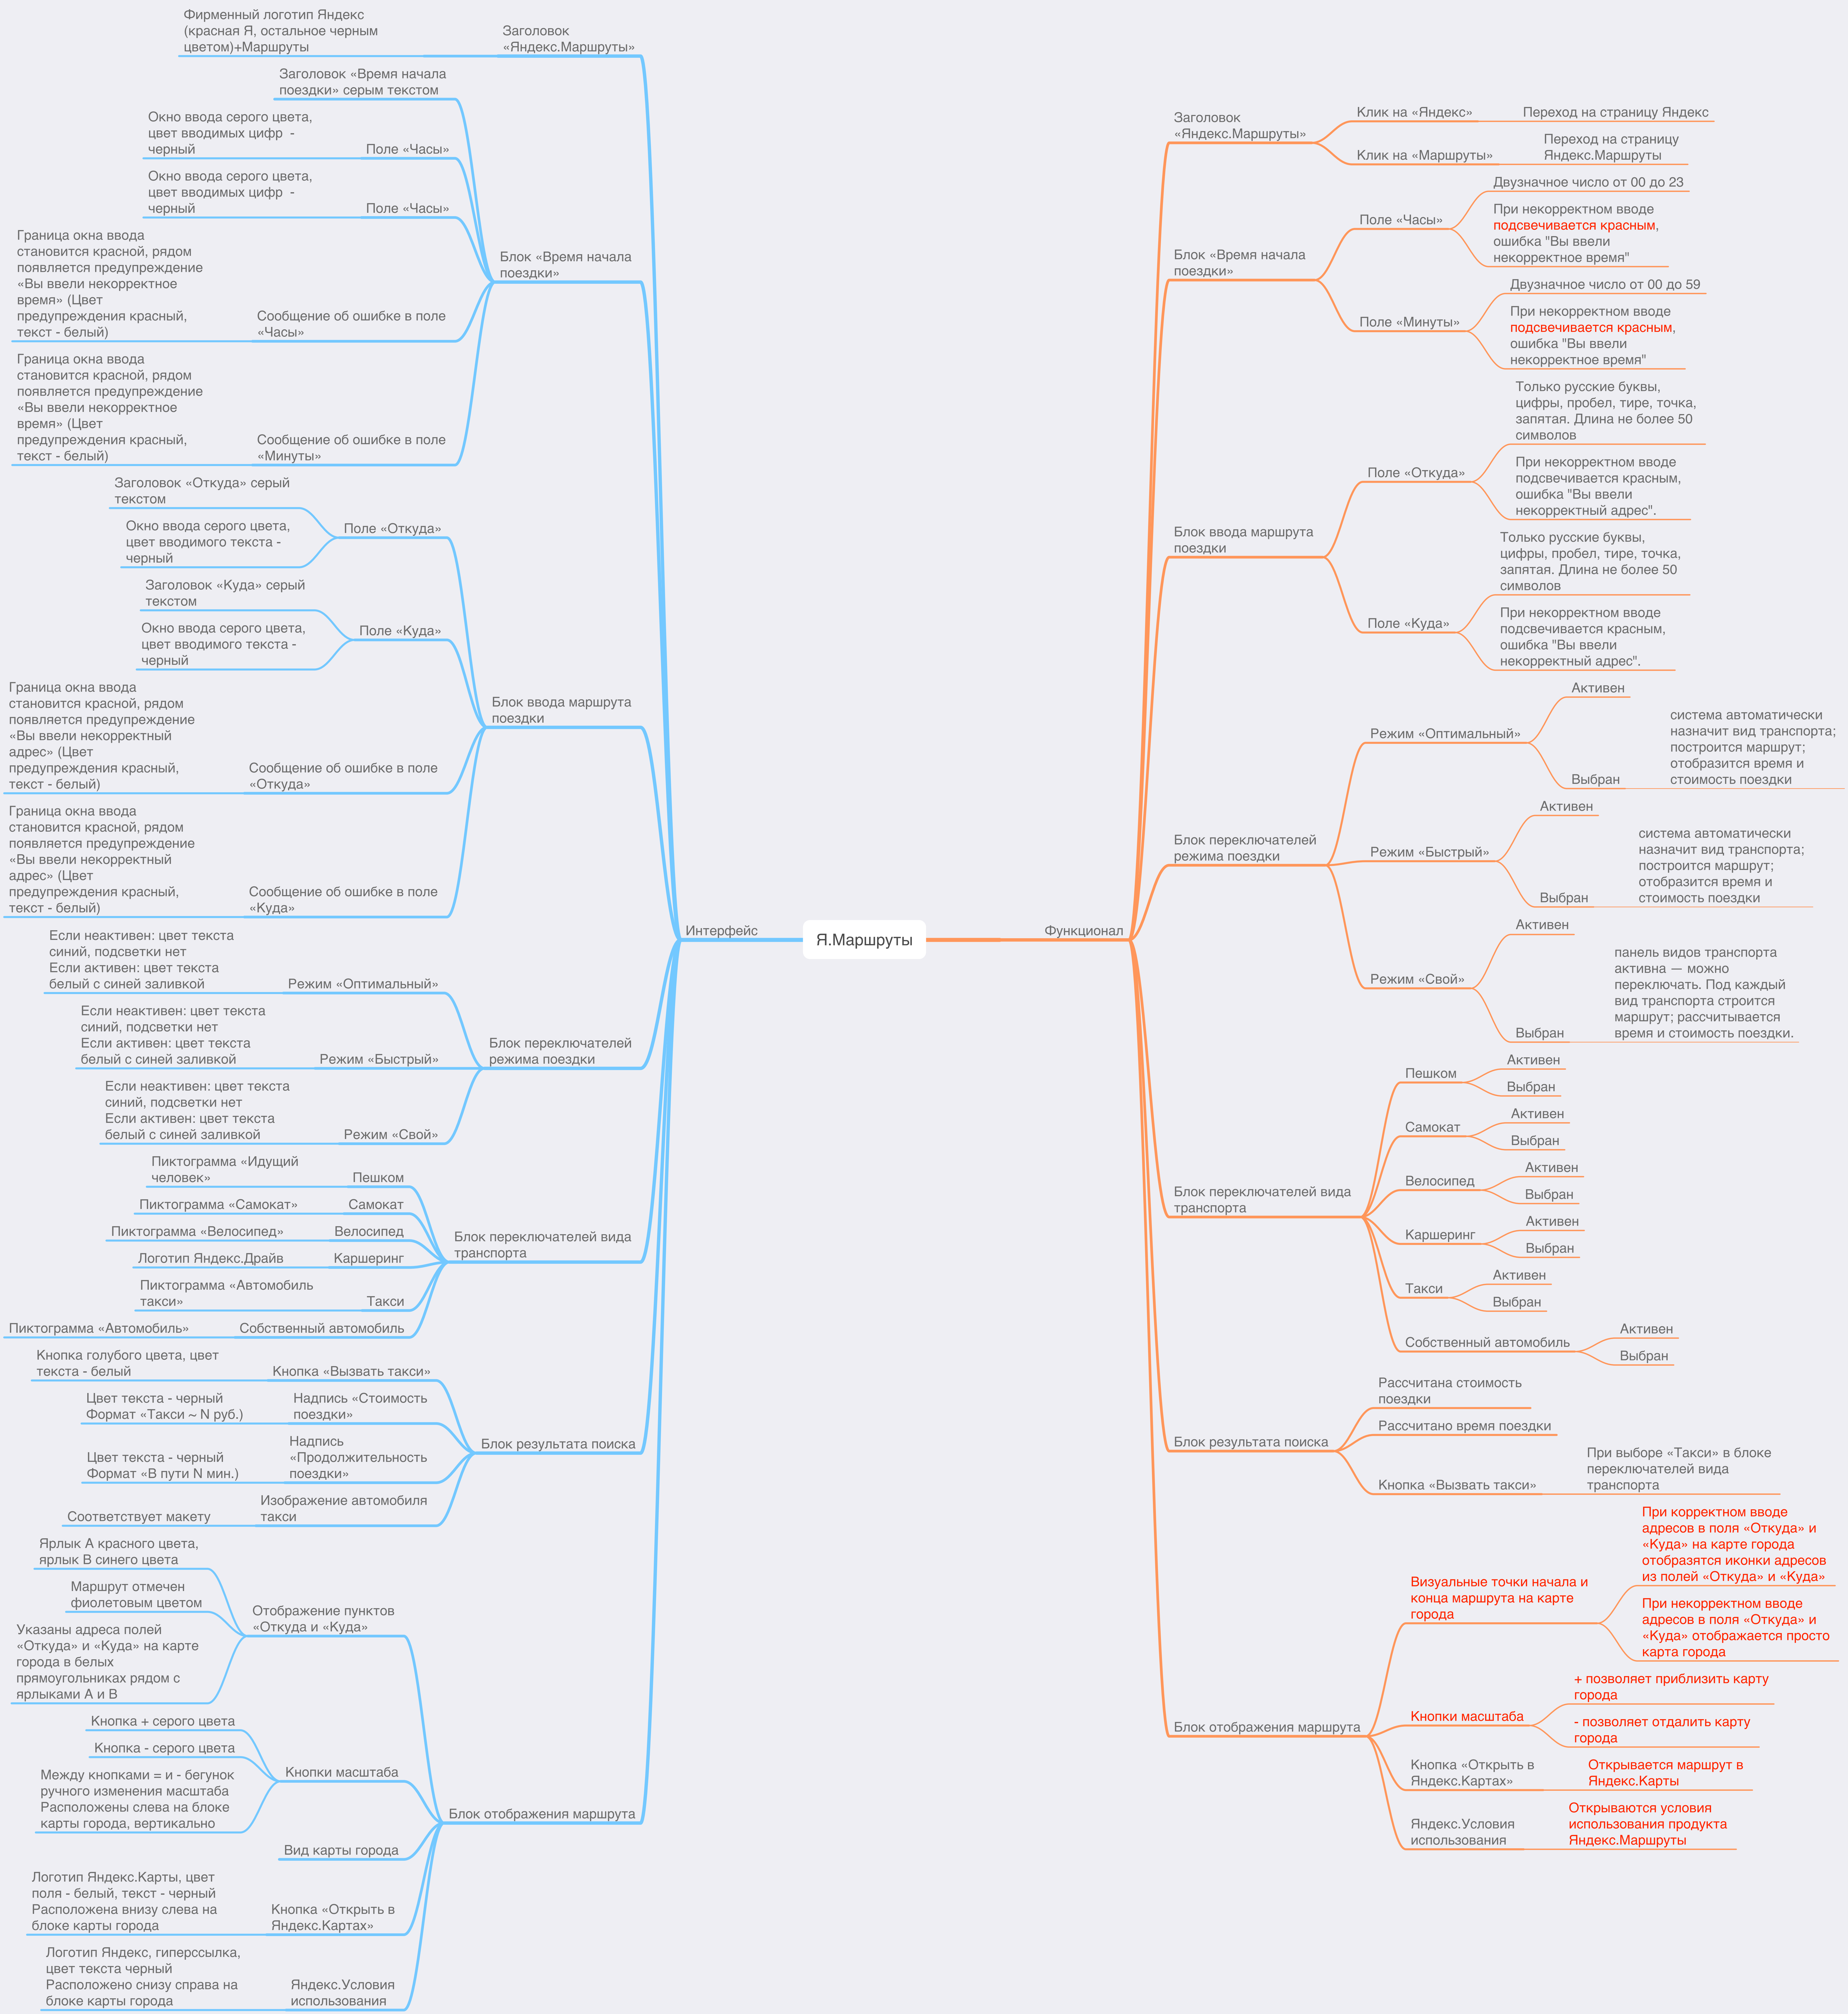 Фирменный логотип Яндекс
(красная Я, остальное черным
цветом)+Маршруты
Заголовок
«Яндекс.Маршруты»
Заголовок «Время начала
поездки» серым текстом
Окно ввода серого цвета,
цвет вводимых цифр  -
черный
Поле «Часы»
Окно ввода серого цвета,
цвет вводимых цифр  -
черный
Поле «Часы»
Граница окна ввода
становится красной, рядом
появляется предупреждение
«Вы ввели некорректное
время» (Цвет
предупреждения красный,
текст - белый)
Сообщение об ошибке в поле
«Часы»
Граница окна ввода
становится красной, рядом
появляется предупреждение
«Вы ввели некорректное
время» (Цвет
предупреждения красный,
текст - белый)
Сообщение об ошибке в поле
«Минуты»
Блок «Время начала
поездки»
Заголовок «Откуда» серый
текстом
Окно ввода серого цвета,
цвет вводимого текста -
черный
Поле «Откуда»
Заголовок «Куда» серый
текстом
Окно ввода серого цвета,
цвет вводимого текста -
черный
Поле «Куда»
Граница окна ввода
становится красной, рядом
появляется предупреждение
«Вы ввели некорректный
адрес» (Цвет
предупреждения красный,
текст - белый)
Сообщение об ошибке в поле
«Откуда»
Граница окна ввода
становится красной, рядом
появляется предупреждение
«Вы ввели некорректный
адрес» (Цвет
предупреждения красный,
текст - белый)
Сообщение об ошибке в поле
«Куда»
Блок ввода маршрута
поездки
Если неактивен: цвет текста
синий, подсветки нет
Если активен: цвет текста
белый с синей заливкой
Режим «Оптимальный»
Если неактивен: цвет текста
синий, подсветки нет
Если активен: цвет текста
белый с синей заливкой
Режим «Быстрый»
Если неактивен: цвет текста
синий, подсветки нет
Если активен: цвет текста
белый с синей заливкой
Режим «Свой»
Блок переключателей
режима поездки
Пиктограмма «Идущий
человек»
Пешком
Пиктограмма «Самокат»
Самокат
Пиктограмма «Велосипед»
Велосипед
Логотип Яндекс.Драйв
Каршеринг
Пиктограмма «Автомобиль
такси»
Такси
Пиктограмма «Автомобиль»
Собственный автомобиль
Блок переключателей вида
транспорта
Кнопка голубого цвета, цвет
текста - белый
Кнопка «Вызвать такси»
Цвет текста - черный
Формат «Такси ~ N руб.)
Надпись «Стоимость
поездки»
Цвет текста - черный
Формат «В пути N мин.)
Надпись
«Продолжительность
поездки»
Соответствует макету
Изображение автомобиля
такси
Блок результата поиска
Ярлык А красного цвета,
ярлык В синего цвета
Маршрут отмечен
фиолетовым цветом
Указаны адреса полей
«Откуда» и «Куда» на карте
города в белых
прямоугольниках рядом с
ярлыками А и В
Отображение пунктов
«Откуда и «Куда»
Кнопка + серого цвета
Кнопка - серого цвета
Между кнопками = и - бегунок
ручного изменения масштаба
Расположены слева на блоке
карты города, вертикально
Кнопки масштаба
Вид карты города
Логотип Яндекс.Карты, цвет
поля - белый, текст - черный
Расположена внизу слева на
блоке карты города
Кнопка «Открыть в
Яндекс.Картах»
Логотип Яндекс, гиперссылка,
цвет текста черный
Расположено снизу справа на
блоке карты города
Яндекс.Условия
использования
Блок отображения маршрута
Интерфейс
Я.Маршруты
Функционал
Заголовок
«Яндекс.Маршруты»
Клик на «Яндекс»
Переход на страницу Яндекс
Клик на «Маршруты»
Переход на страницу
Яндекс.Маршруты
Блок «Время начала
поездки»
Поле «Часы»
Двузначное число от 00 до 23
При некорректном вводе
подсвечивается красным,
ошибка "Вы ввели
некорректное время"
Поле «Минуты»
Двузначное число от 00 до 59
При некорректном вводе
подсвечивается красным,
ошибка "Вы ввели
некорректное время"
Блок ввода маршрута
поездки
Поле «Откуда»
Только русские буквы,
цифры, пробел, тире, точка,
запятая. Длина не более 50
символов
При некорректном вводе
подсвечивается красным,
ошибка "Вы ввели
некорректный адрес".
Поле «Куда»
Только русские буквы,
цифры, пробел, тире, точка,
запятая. Длина не более 50
символов
При некорректном вводе
подсвечивается красным,
ошибка "Вы ввели
некорректный адрес".
Блок переключателей
режима поездки
Режим «Оптимальный»
Активен
Выбран
система автоматически
назначит вид транспорта;
построится маршрут;
отобразится время и
стоимость поездки
Режим «Быстрый»
Активен
Выбран
система автоматически
назначит вид транспорта;
построится маршрут;
отобразится время и
стоимость поездки
Режим «Свой»
Активен
Выбран
панель видов транспорта
активна — можно
переключать. Под каждый
вид транспорта строится
маршрут; рассчитывается
время и стоимость поездки.
Блок переключателей вида
транспорта
Пешком
Активен
Выбран
Самокат
Активен
Выбран
Велосипед
Активен
Выбран
Каршеринг
Активен
Выбран
Такси
Активен
Выбран
Собственный автомобиль
Активен
Выбран
Блок результата поиска
Рассчитана стоимость
поездки
Рассчитано время поездки
Кнопка «Вызвать такси»
При выборе «Такси» в блоке
переключателей вида
транспорта
Блок отображения маршрута
Визуальные точки начала и
конца маршрута на карте
города
При корректном вводе
адресов в поля «Откуда» и
«Куда» на карте города
отобразятся иконки адресов
из полей «Откуда» и «Куда»
При некорректном вводе
адресов в поля «Откуда» и
«Куда» отображается просто
карта города
Кнопки масштаба
+ позволяет приблизить карту
города
- позволяет отдалить карту
города
Кнопка «Открыть в
Яндекс.Картах»
Открывается маршрут в
Яндекс.Карты
Яндекс.Условия
использования
Открываются условия
использования продукта
Яндекс.Маршруты